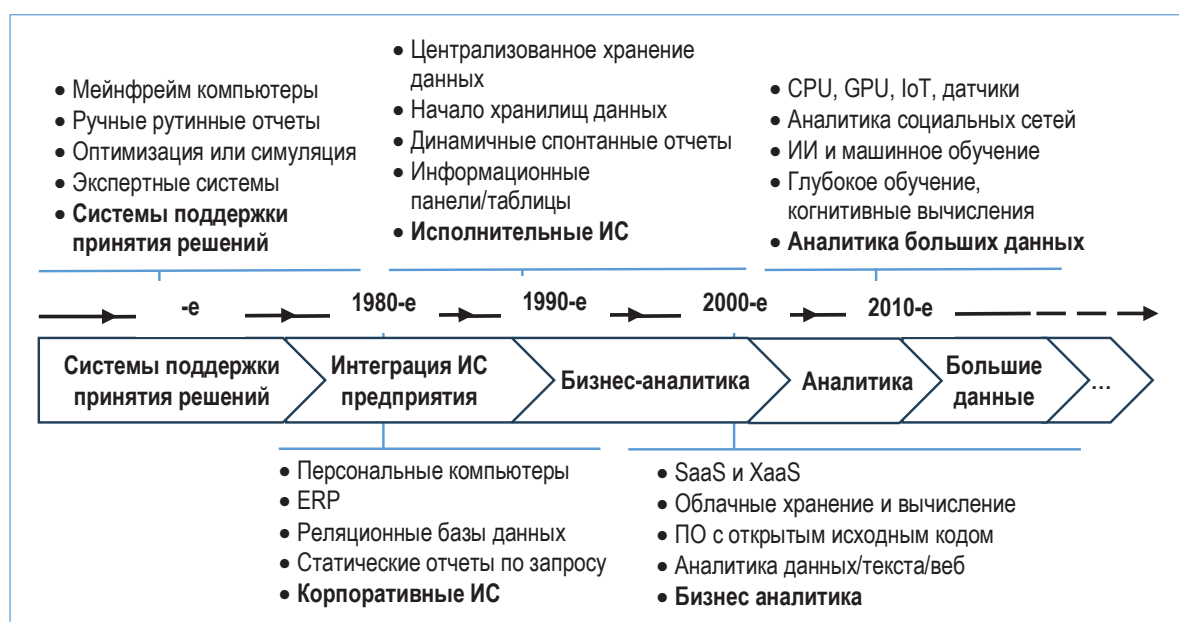 • Мейнфрейм компьютеры
• Ручные рутинные отчеты
• Оптимизация или симуляция
• Экспертные системы
• Системы поддержки
принятия решений
• Централизованное хранение
данных
• Начало хранилищ данных
• Динамичные спонтанные отчеты
• Информационные
панели/таблицы
• Исполнительные ИС
• CPU, GPU, IoT, датчики
• Аналитика социальных сетей
• ИИ и машинное обучение
• Глубокое обучение,
когнитивные вычисления
• Аналитика больших данных
-е
1980-е
1990-е
2000-е
2010-е
Системы поддержки
принятия решений
Интеграция ИС
предприятия
Бизнес-аналитика
Аналитика
Большие
данные
...
• Персональные компьютеры
• ERP
• Реляционные базы данных
• Статические отчеты по запросу
• Корпоративные ИС
• SaaS и XaaS
• Облачные хранение и вычисление
• ПО с открытым исходным кодом
• Аналитика данных/текста/веб
• Бизнес аналитика